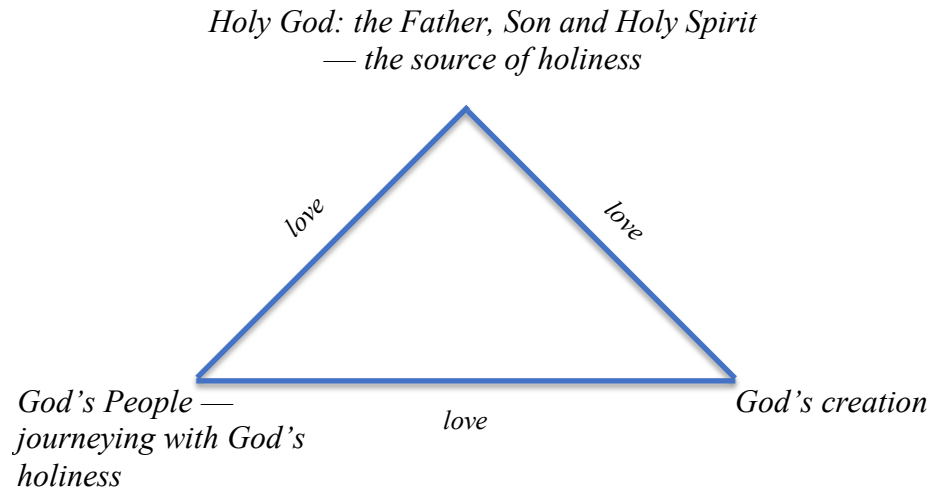 Holy God: the Father, Son and Holy Spirit
— the source of holiness
love
love
God’s People —
journeying with God’s
holiness
God’s creation
love